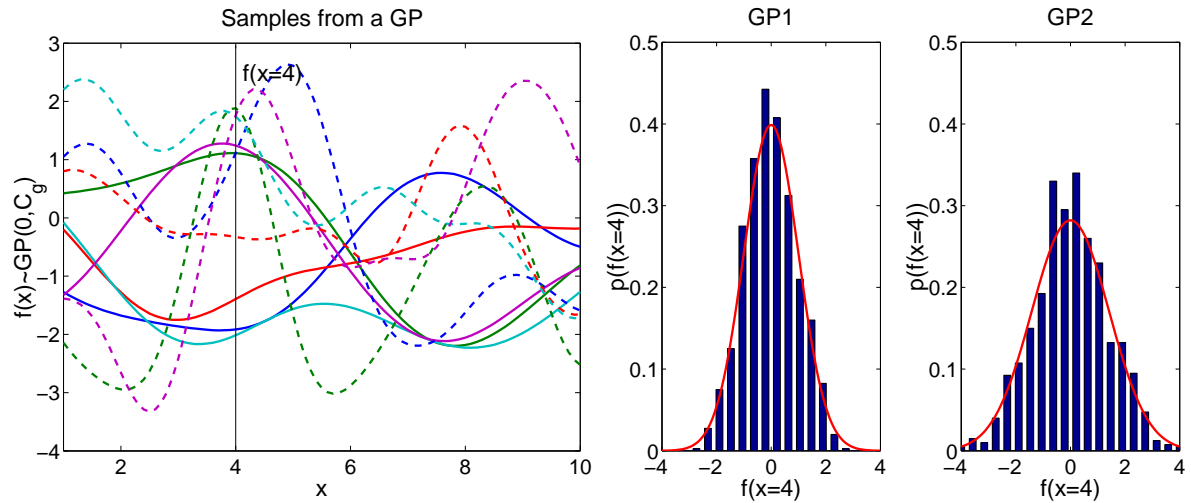 Samples from a GP
3
2
1
0
−1
−2
−3
−4
f(x)~GP(0,C_g)
f(x=4)
2 4 6 8 10
x
GP1
0.5
0.4
0.3
0.2
0.1
0
p(f(x=4))
−4 −2 0 2 4
f(x=4)
GP2
0.5
0.4
0.3
0.2
0.1
0
p(f(x=4))
−4 −2 0 2 4
f(x=4)